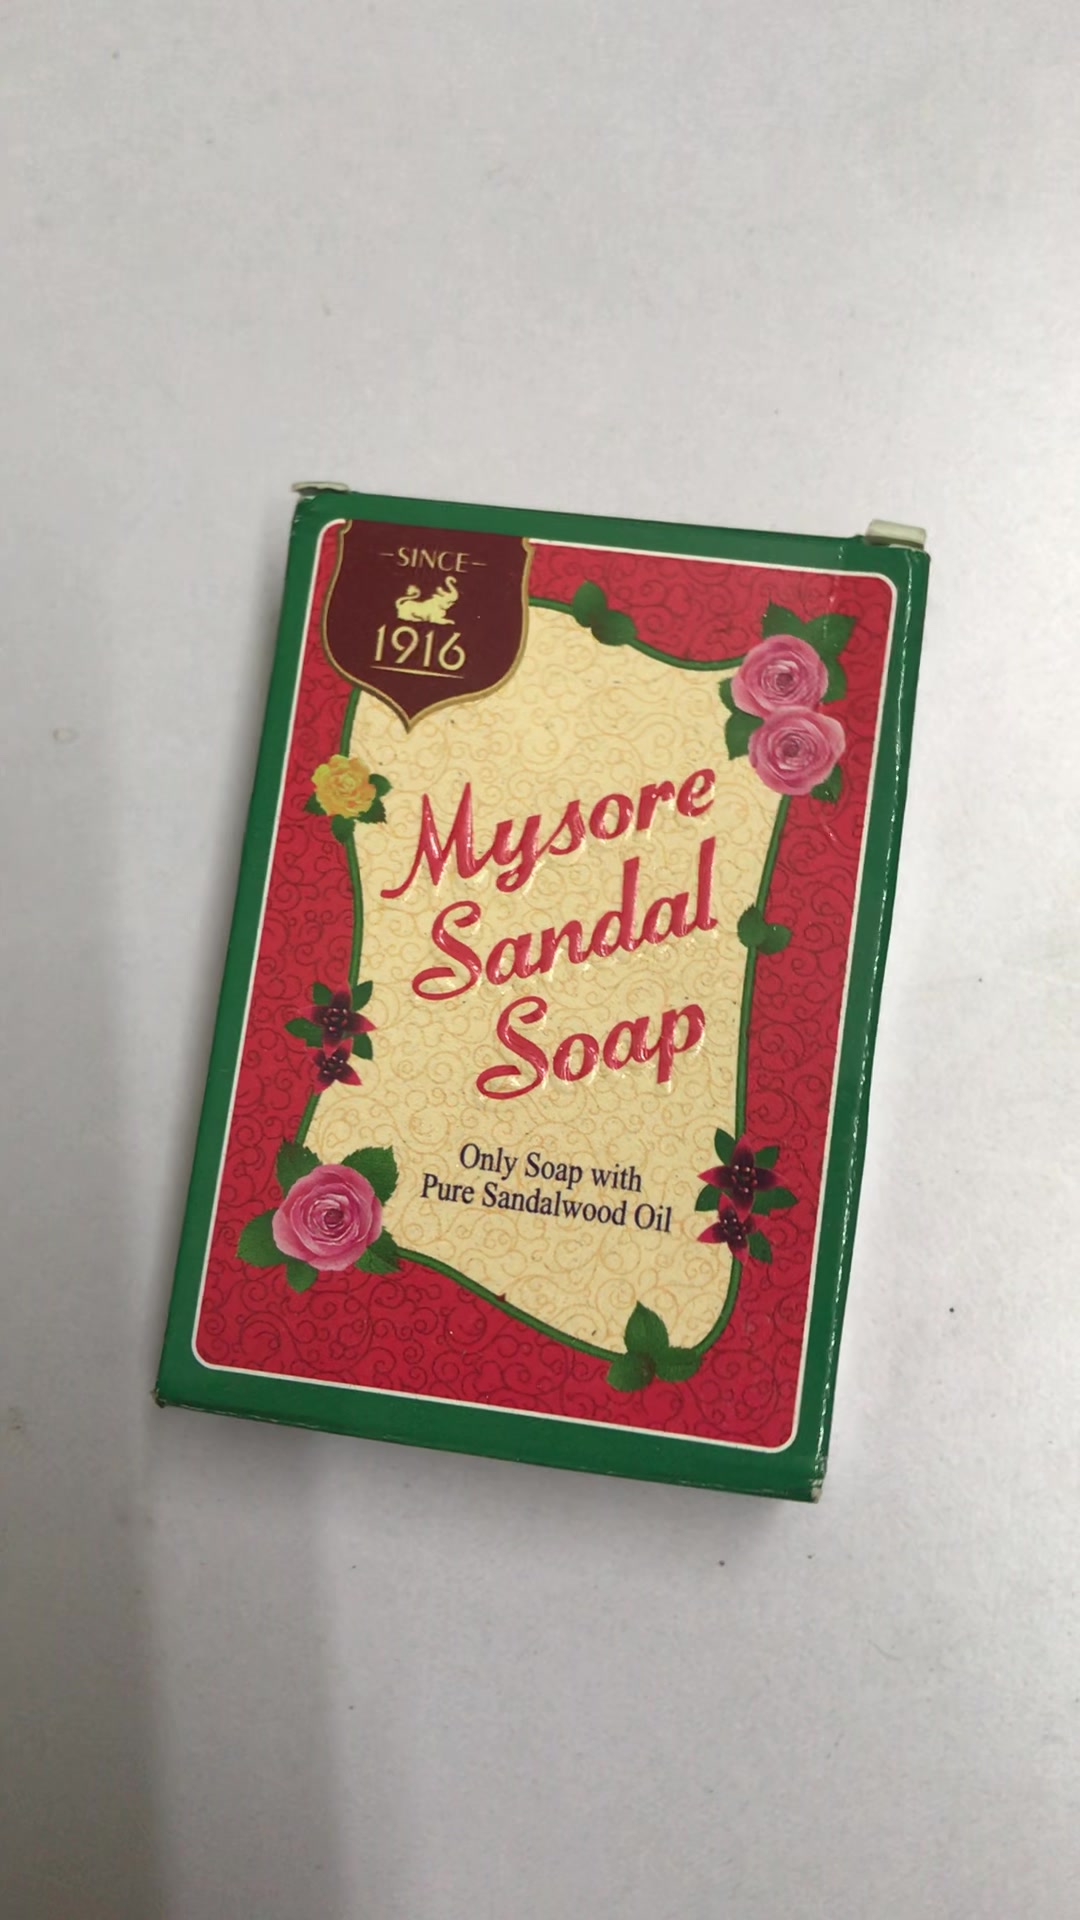 -SINCE-
1916
Mysore
Sandal
Soap
Only Soap with
Pure Sandalwood Oil